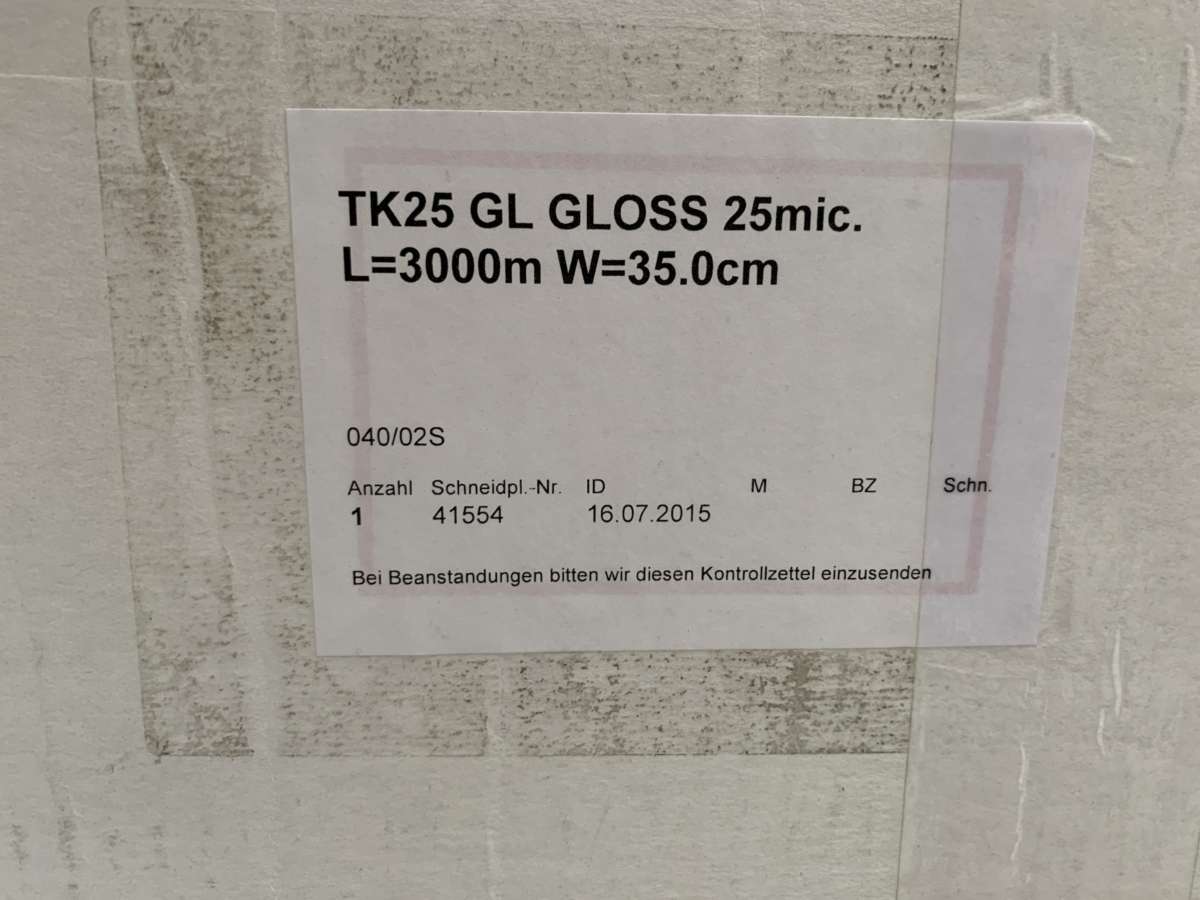 TK25 GL GLOSS 25mic.
L=3000m W=35.0cm
040/02S
Anzahl Schneidpl.-Nr. ID M BZ Schn.
1 41554 16.07.2015
Bei Beanstandungen bitten wir diesen Kontrollzettel einzusenden